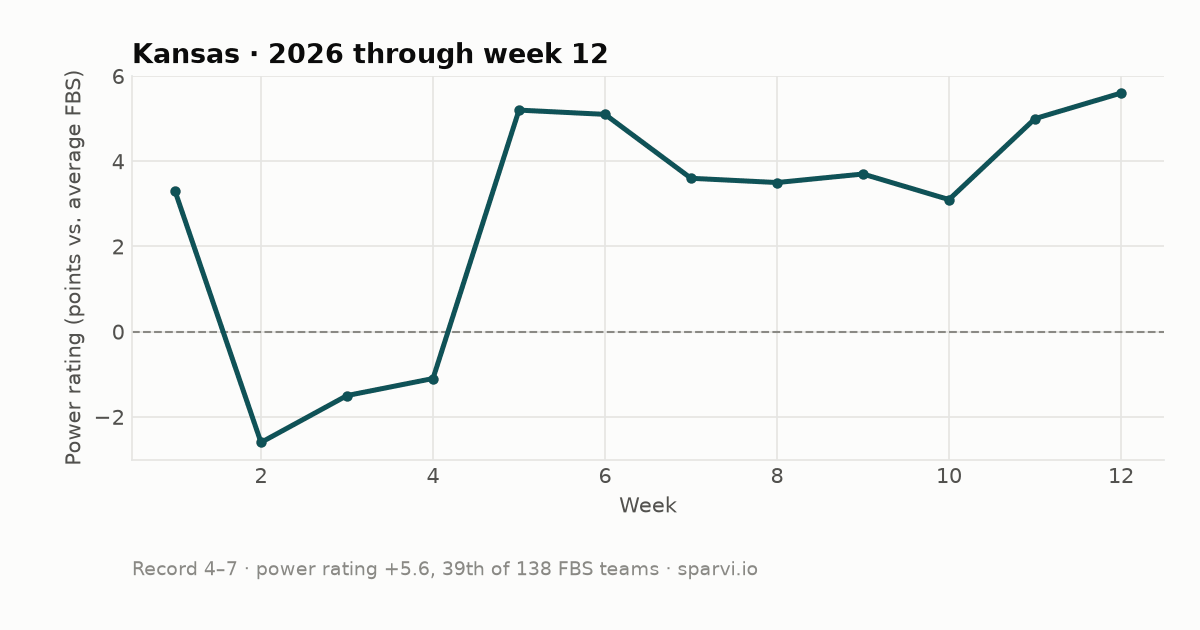 Kansas · 2026 through week 12
Power rating (points vs. average FBS)
6
4
2
0
−2
2 4 6 8 10 12
Week
Record 4–7 · power rating +5.6, 39th of 138 FBS teams · sparvi.io